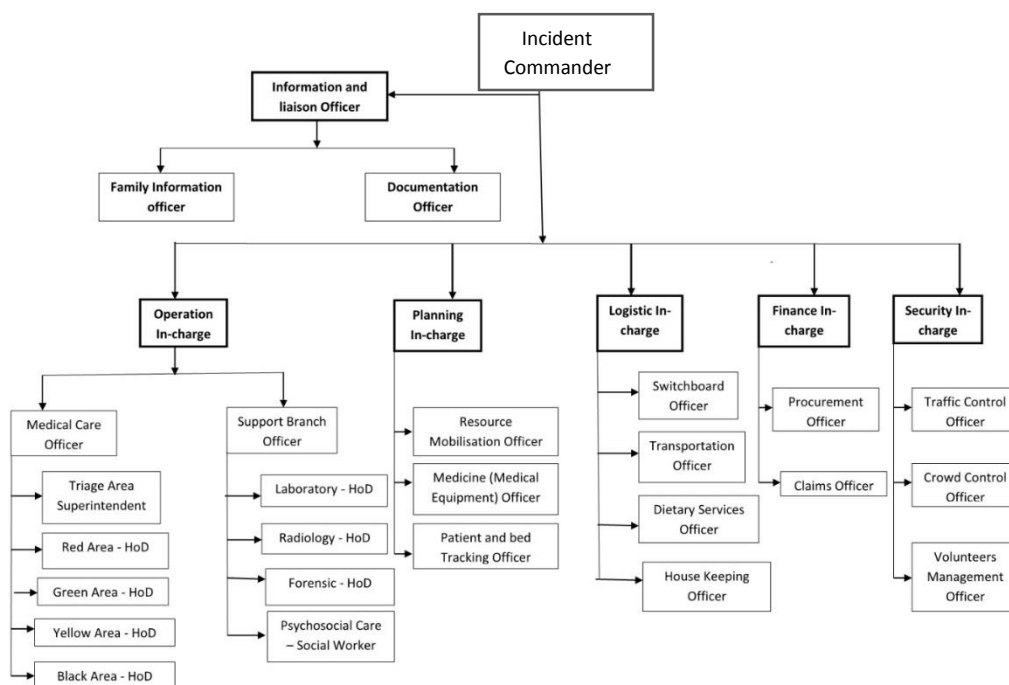 Incident
Commander
Information and
liaison Officer
Family Information
officer
Documentation
Officer
Operation
In-charge
Planning
In-charge
Logistic In-
charge
Finance In-
charge
Security In-
charge
Medical Care
Officer
Triage Area
Superintendent
Red Area - HoD
Green Area - HoD
Yellow Area - HoD
Black Area - HoD
Support Branch
Officer
Laboratory - HoD
Radiology - HoD
Forensic - HoD
Psychosocial Care
– Social Worker
Resource
Mobilisation Officer
Medicine (Medical
Equipment) Officer
Patient and bed
Tracking Officer
Switchboard
Officer
Transportation
Officer
Dietary Services
Officer
House Keeping
Officer
Procurement
Officer
Claims Officer
Traffic Control
Officer
Crowd Control
Officer
Volunteers
Management
Officer